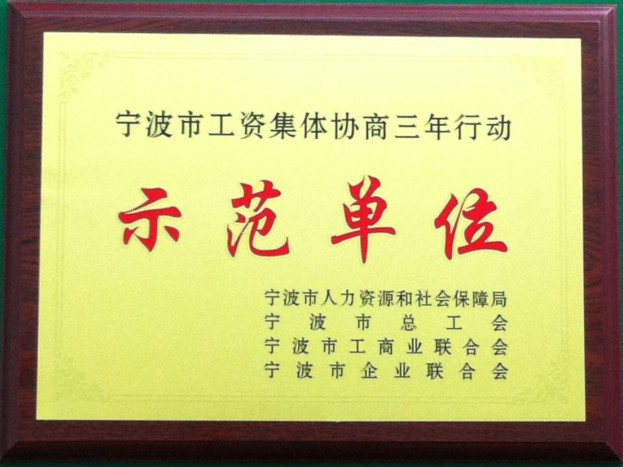 宁波市工资集体协商三年行动
示范单位
宁波市人力资源和社会保障局
宁波市总工会
宁波市工商业联合会
宁波市企业联合会